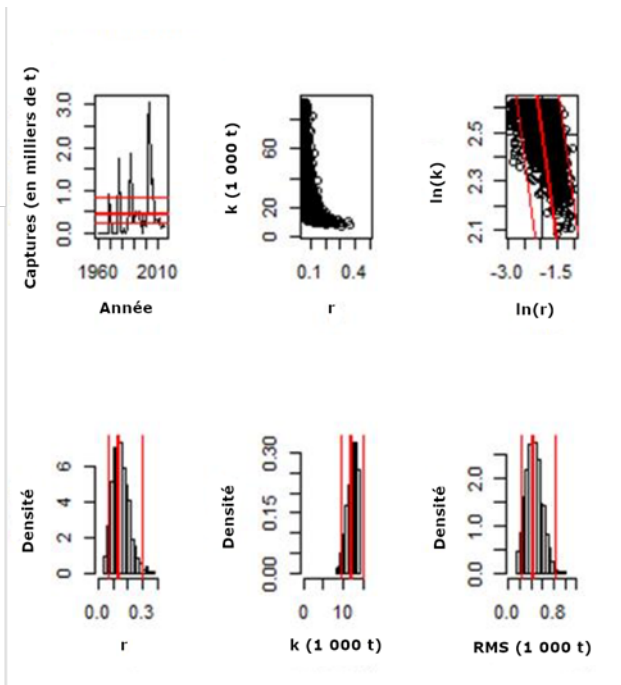 Captures (en milliers de t)
0.0 1.0 2.0 3.0
1960 2010
Année
k (1 000 t)
0 20 60
0.1 0.4
r
ln(k)
2.1 2.3 2.5
-3.0 -1.5
ln(r)
Densité
0 2 4 6
0.0 0.3
r
Densité
0.00 0.15 0.30
0 10
k (1 000 t)
Densité
0.0 1.0 2.0
0.0 0.8
RMS (1 000 t)